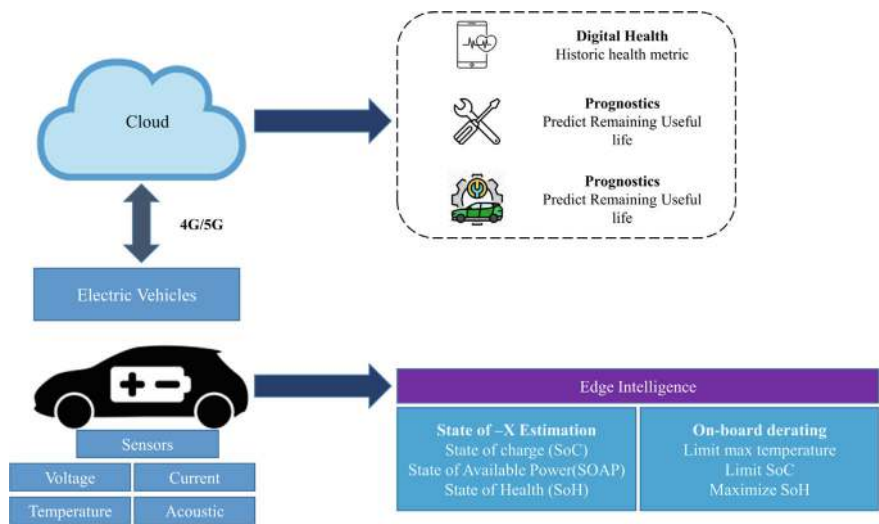 Cloud
Digital Health
Historic health metric
Prognostics
Predict Remaining Useful
life
Prognostics
Predict Remaining Useful
life
4G/5G
Electric Vehicles
Sensors
Voltage
Current
Temperature
Acoustic
Edge Intelligence
State of –X Estimation
State of charge (SoC)
State of Available Power(SOAP)
State of Health (SoH)
On-board derating
Limit max temperature
Limit SoC
Maximize SoH